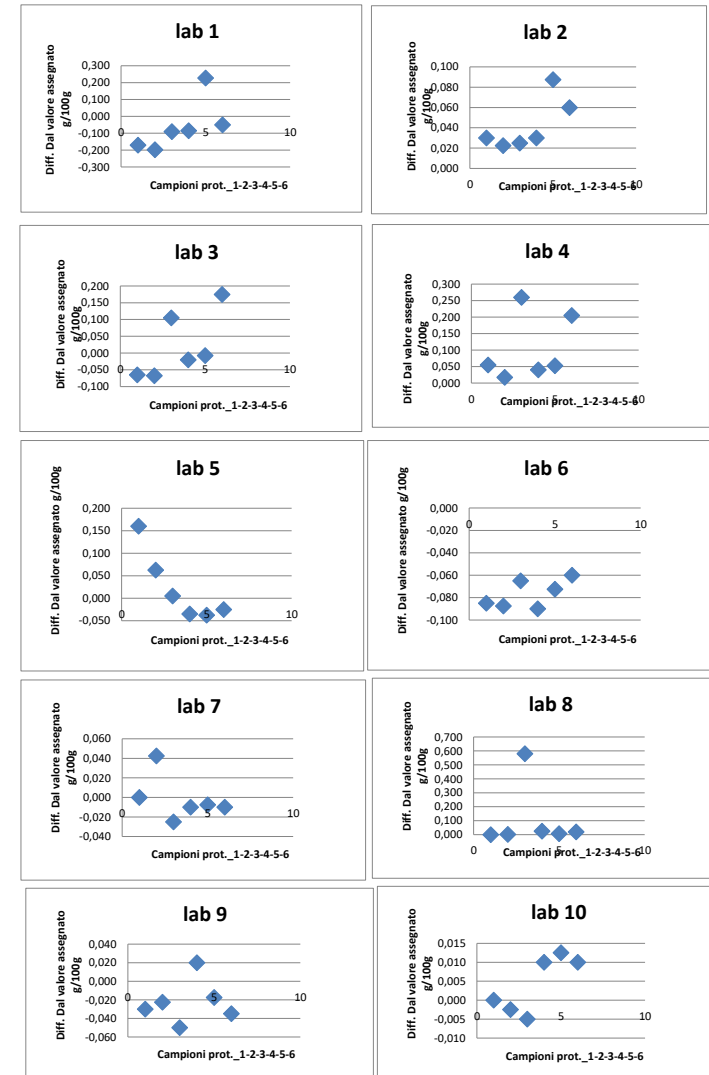 lab 1
Diff. Dal valore assegnato
g/100g
0,300
0,200
0,100
0,000
-0,100
-0,200
-0,300
0 5 10
Campioni prot._1-2-3-4-5-6
lab 2
Diff. Dal valore assegnato
g/100g
0,100
0,080
0,060
0,040
0,020
0,000
0 5 10
Campioni prot._1-2-3-4-5-6
lab 3
Diff. Dal valore assegnato
g/100g
0,200
0,150
0,100
0,050
0,000
-0,050
-0,100
0 5 10
Campioni prot._1-2-3-4-5-6
lab 4
Diff. Dal valore assegnato
g/100g
0,300
0,250
0,200
0,150
0,100
0,050
0,000
0 5 10
Campioni prot._1-2-3-4-5-6
lab 5
Diff. Dal valore assegnato g/100g
0,200
0,150
0,100
0,050
0,000
-0,050
0 5 10
Campioni prot._1-2-3-4-5-6
lab 6
Diff. Dal valore assegnato g/100g
0,000
-0,020
-0,040
-0,060
-0,080
-0,100
0 5 10
Campioni prot._1-2-3-4-5-6
lab 7
Diff. Dal valore assegnato
g/100g
0,060
0,040
0,020
0,000
-0,020
-0,040
0 5 10
Campioni prot._1-2-3-4-5-6
lab 8
Diff. Dal valore assegnato
g/100g
0,700
0,600
0,500
0,400
0,300
0,200
0,100
0,000
0 5 10
Campioni prot._1-2-3-4-5-6
lab 9
Diff. Dal valore assegnato
g/100g
0,040
0,020
0,000
-0,020
-0,040
-0,060
0 5 10
Campioni prot._1-2-3-4-5-6
lab 10
Diff. Dal valore assegnato
g/100g
0,015
0,010
0,005
0,000
-0,005
-0,010
0 5 10
Campioni prot._1-2-3-4-5-6